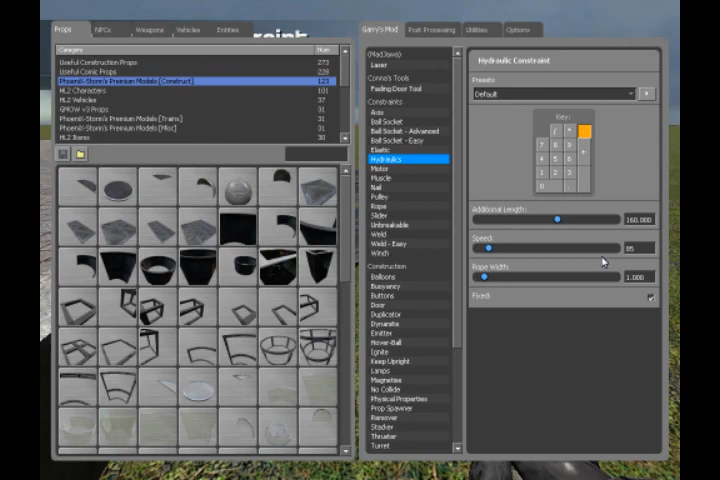 Props NPCs Weapons Vehicles Entities
Category Num
Useful Construction Props 273
Useful Comic Props 228
PhoeniX-Storm's Premium Models [Construct] 123
HL2 Characters 101
HL2 Vehicles 37
GMOW v3 Props 31
PhoeniX-Storm's Premium Models [Trains] 31
PhoeniX-Storm's Premium Models [Misc] 31
HL2 Items 30
Garry's Mod Post Processing Utilities Options
(MadJawa)
Laser
Conna's Tools
Fading Door Tool
Constraints
Axis
Ball Socket
Ball Socket - Advanced
Ball Socket - Easy
Elastic
Hydraulics
Motor
Muscle
Nail
Pulley
Rope
Slider
Unbreakable
Weld
Weld - Easy
Winch
Construction
Balloons
Buoyancy
Buttons
Door
Duplicator
Dynamite
Emitter
Hover-Ball
Ignite
Keep Upright
Lamps
Magnetise
No Collide
Physical Properties
Prop Spawner
Remover
Stacker
Thruster
Turret
Hydraulic Constraint
Presets
Default
Key:
/ * -
7 8 9 +
4 5 6
1 2 3
0 .
Additional Length:
160.000
Speed:
85
Rope Width:
1.000
Fixed: